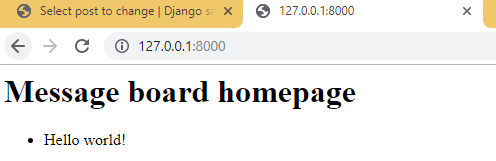 Select post to change | Django si
127.0.0.1:8000
127.0.0.1:8000
Message board homepage
Hello world!